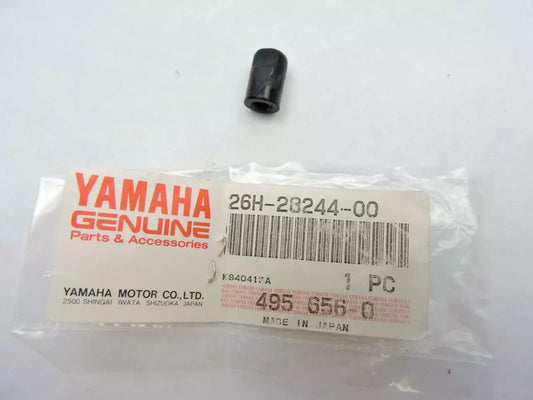 YAMAHA
GENUINE
Parts & Accessories
YAMAHA MOTOR CO.,LTD.
2500 SHINGAI IWATA SHIZUOKA JAPAN
26H-28244-00
K940413A
1 PC
495 656 0
MADE IN JAPAN